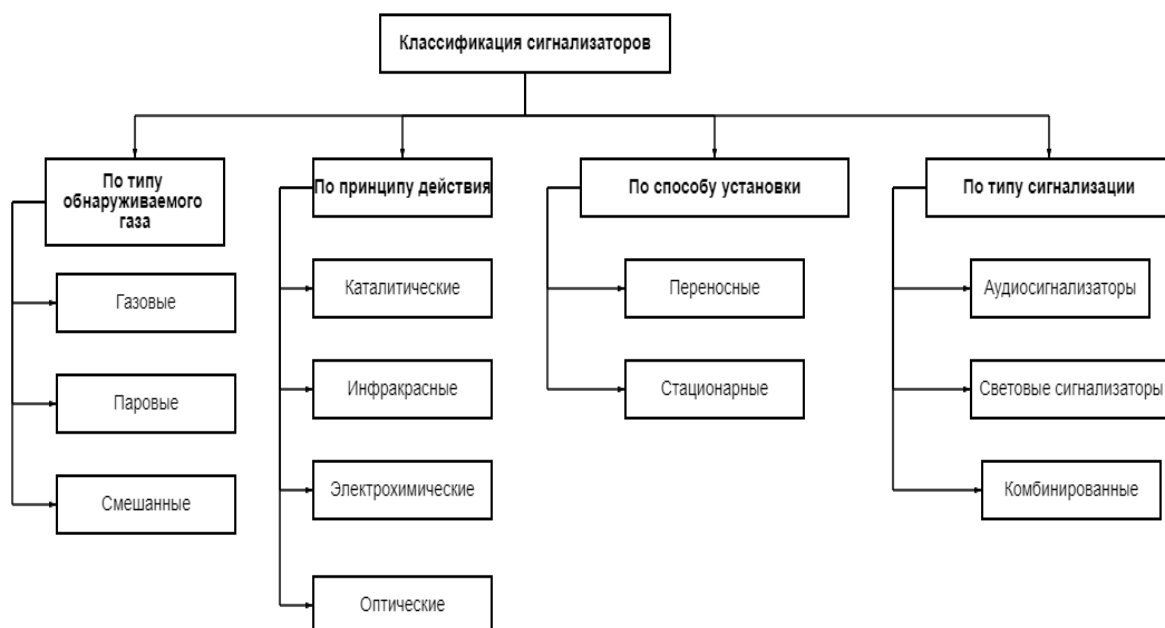 Классификация сигнализаторов
По типу
обнаруживаемого
газа
По принципу действия
По способу установки
По типу сигнализации
Газовые
Паровые
Смешанные
Каталитические
Инфракрасные
Электрохимические
Оптические
Переносные
Стационарные
Аудиосигнализаторы
Световые сигнализаторы
Комбинированные